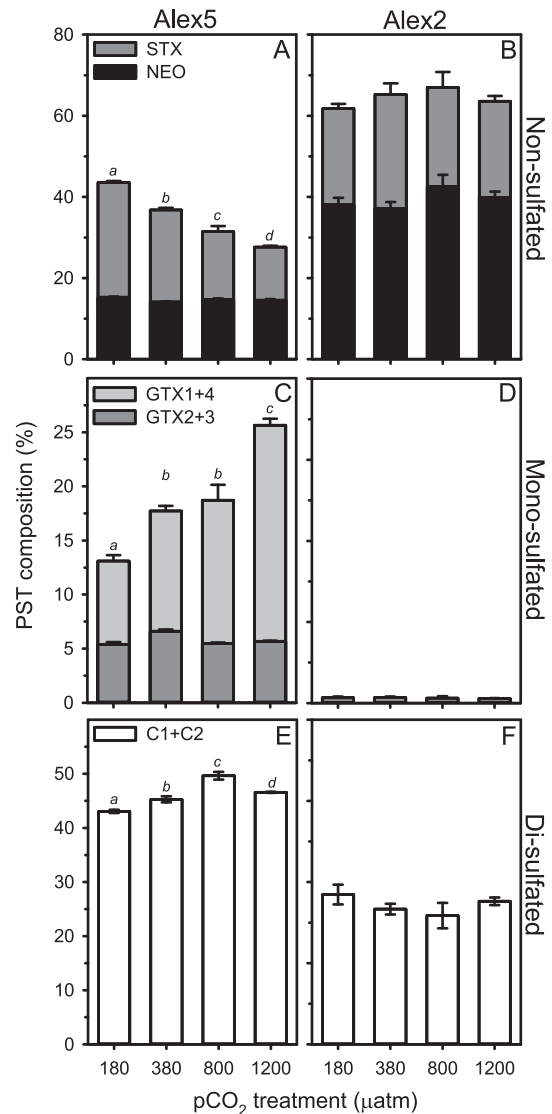 Alex5 Alex2
80
60
40
20
0
STX
NEO
A
a
b
c
d
B
Non-sulfated
PST composition (%)
25
20
15
10
5
0
GTX1+4
GTX2+3
C
a
b
b
c
D
Mono-sulfated
50
40
30
20
10
0
C1+C2
E
a
b
c
d
F
Di-sulfated
180 380 800 1200 180 380 800 1200
pCO₂ treatment (µatm)